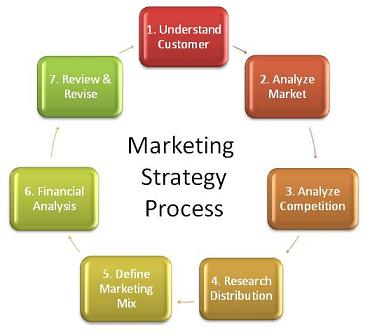 1. Understand
Customer
2. Analyze
Market
3. Analyze
Competition
4. Research
Distribution
5. Define
Marketing
Mix
6. Financial
Analysis
7. Review &
Revise
Marketing
Strategy
Process